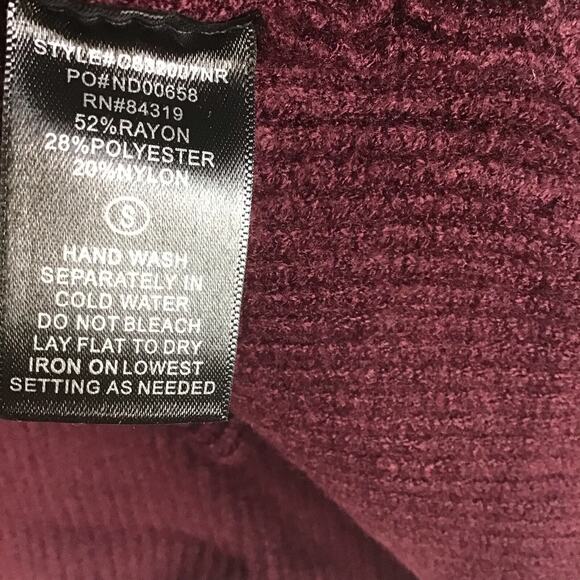 PO#ND00658
RN#84319
52%RAYON
28%POLYESTER
20%NYLON
S
HAND WASH
SEPARATELY IN
COLD WATER
DO NOT BLEACH
LAY FLAT TO DRY
IRON ON LOWEST
SETTING AS NEEDED